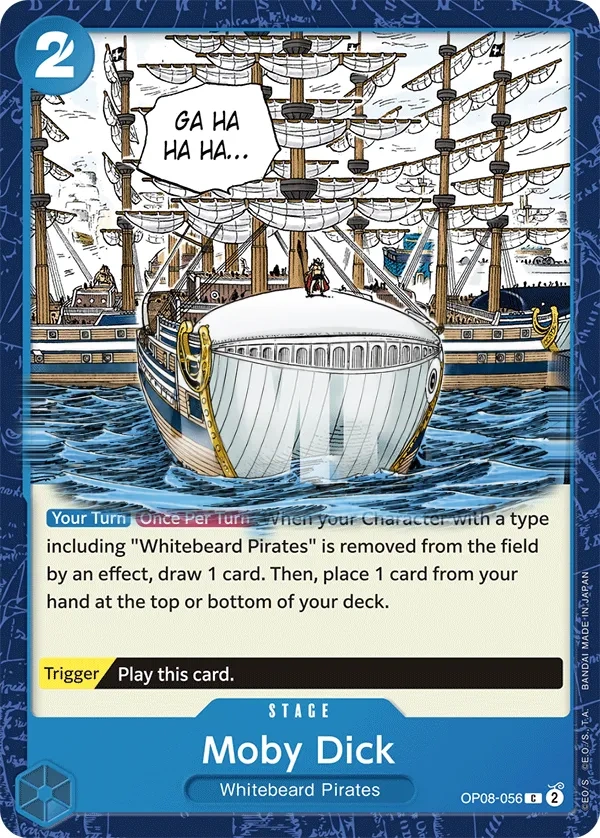 2
GA HA
HA HA...
Your Turn Once Per Turn When your Character with a type
including "Whitebeard Pirates" is removed from the field
by an effect, draw 1 card. Then, place 1 card from your
hand at the top or bottom of your deck.
Trigger Play this card.
STAGE
Moby Dick
Whitebeard Pirates
OP08-056 C 2
©E.O./S. ©E.O./S., T.A. BANDAI MADE IN JAPAN